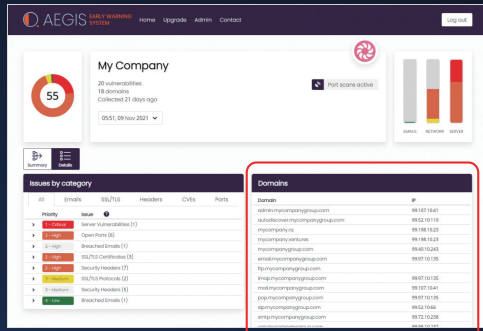 AEGIS EARLY WARNING SYSTEM
Home Upgrade Admin Contact
Log out
55
My Company
20 vulnerabilities
18 domains
Collected 21 days ago
05:51, 09 Nov 2021
Port scans active
EMAILS NETWORK SERVER
Summary Details
Issues by category
All Emails SSL/TLS Headers CVEs Ports
Priority Issue
1 - Critical Server Vulnerabilities (1)
2 - High Open Ports (6)
2 - High Breached Emails (1)
2 - High SSL/TLS Certificates (3)
2 - High Security Headers (7)
3 - Medium SSL/TLS Protocols (2)
3 - Medium Security Headers (5)
4 - Low Breached Emails (1)
Domains
Domain IP
admin.mycompanygroup.com 99.107.10.41
autodiscover.mycompanygroup.com 99.52.10.110
mycompany.nz 99.198.10.23
mycompany.ventures 99.198.10.23
mycompanygroup.com 99.40.10.243
email.mycompanygroup.com 99.97.10.135
ftp.mycompanygroup.com
imap.mycompanygroup.com 99.97.10.135
mail.mycompanygroup.com 99.107.10.41
pop.mycompanygroup.com 99.97.10.135
sip.mycompanygroup.com 99.52.10.66
smtp.mycompanygroup.com 99.72.10.238